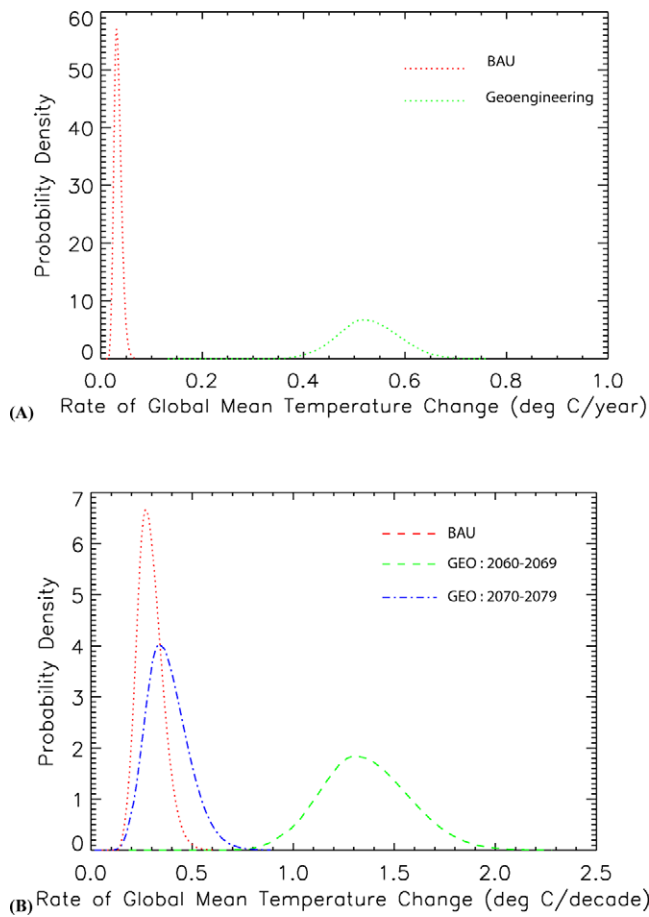 60
50
40
30
20
10
0
Probability Density
BAU
Geoengineering
0.0 0.2 0.4 0.6 0.8 1.0
(A) Rate of Global Mean Temperature Change (deg C/year)
7
6
5
4
3
2
1
0
Probability Density
BAU
GEO : 2060-2069
GEO : 2070-2079
0.0 0.5 1.0 1.5 2.0 2.5
(B) Rate of Global Mean Temperature Change (deg C/decade)